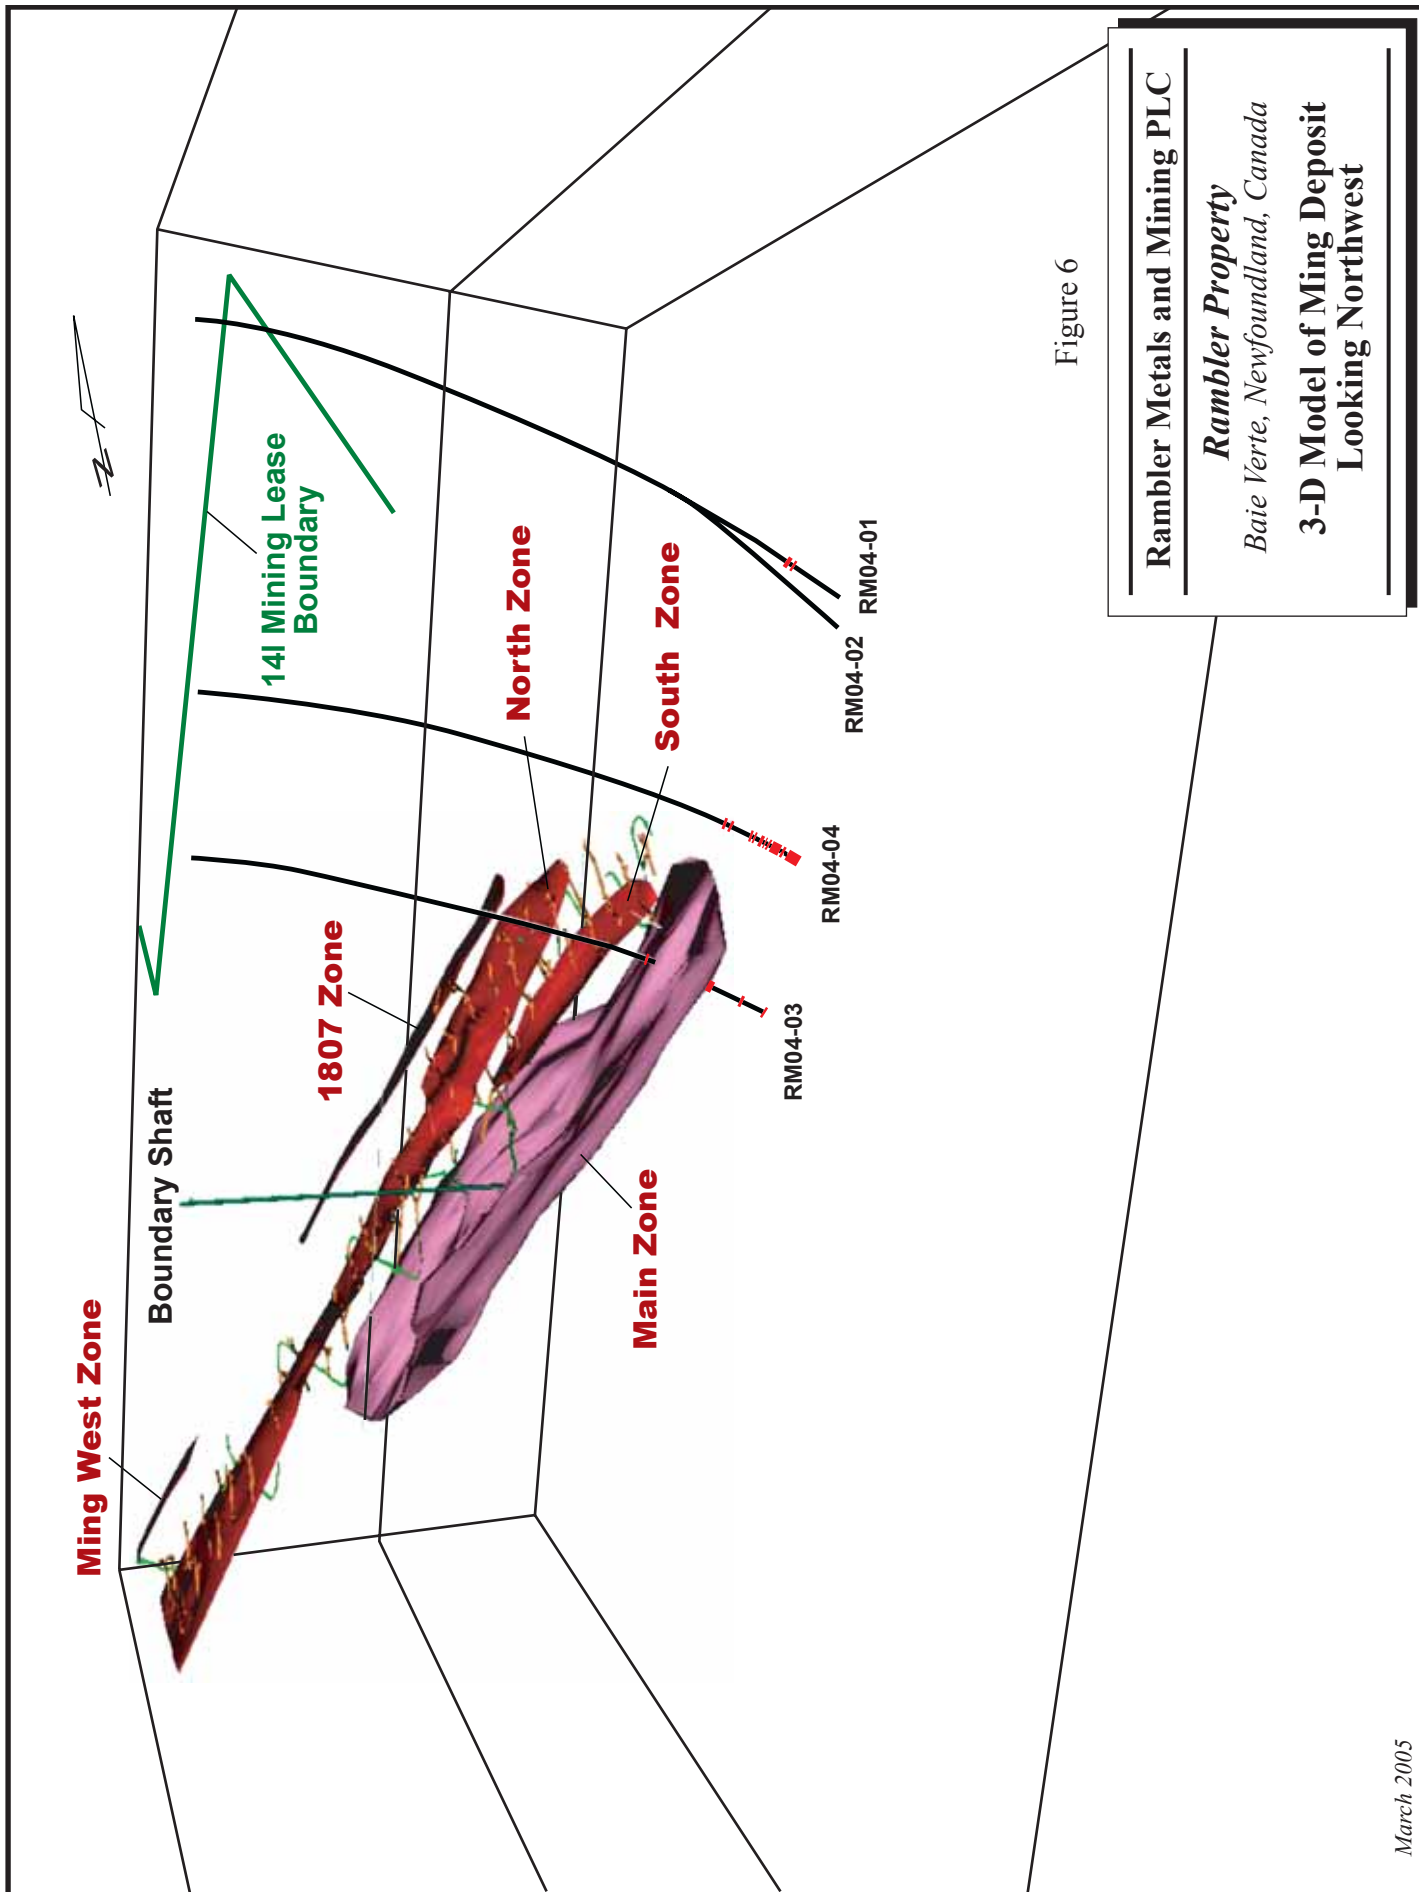 N
Ming West Zone
Boundary Shaft
1807 Zone
14l Mining Lease
Boundary
North Zone
South Zone
Main Zone
RM04-03
RM04-04
RM04-02
RM04-01
Figure 6
Rambler Metals and Mining PLC
Rambler Property
Baie Verte, Newfoundland, Canada
3-D Model of Ming Deposit
Looking Northwest
March 2005